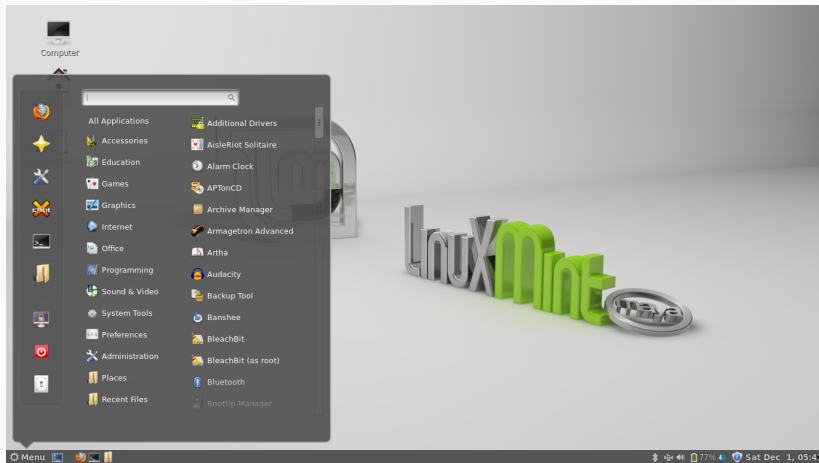 Computer
All Applications
Accessories
Education
Games
Graphics
Internet
Office
Programming
Sound & Video
System Tools
Preferences
Administration
Places
Recent Files
Additional Drivers
AisleRiot Solitaire
Alarm Clock
APTonCD
Archive Manager
Armagetron Advanced
Artha
Audacity
Backup Tool
Banshee
BleachBit
BleachBit (as root)
Bluetooth
BootUp-Manager
LinuxMint
maya
Menu
77%
Sat Dec 1, 05:4